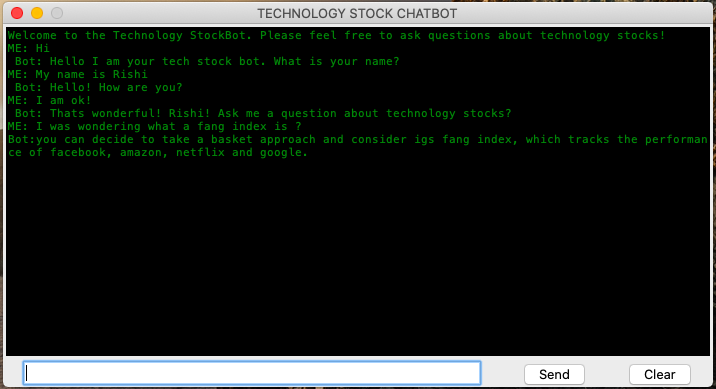 TECHNOLOGY STOCK CHATBOT
Welcome to the Technology StockBot. Please feel free to ask questions about technology stocks!
ME: Hi
Bot: Hello I am your tech stock bot. What is your name?
ME: My name is Rishi
Bot: Hello! How are you?
ME: I am ok!
Bot: Thats wonderful! Rishi! Ask me a question about technology stocks?
ME: I was wondering what a fang index is ?
Bot:you can decide to take a basket approach and consider igs fang index, which tracks the performan
ce of facebook, amazon, netflix and google.
Send Clear